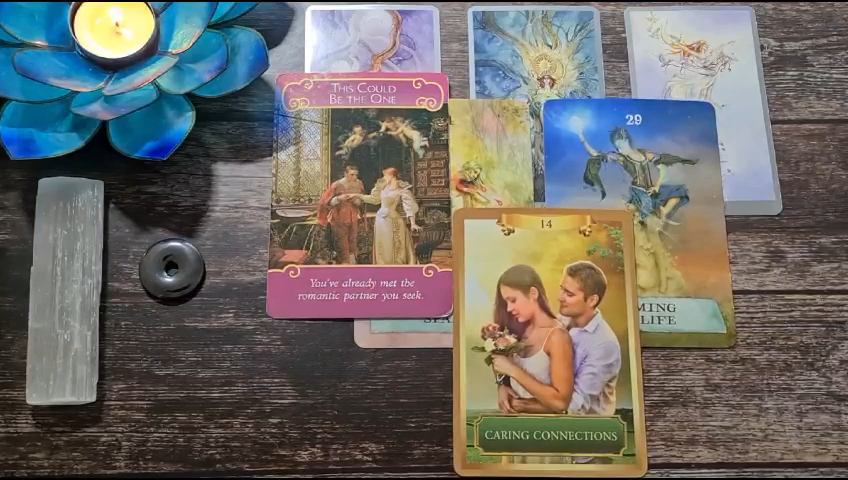 THIS COULD
BE THE ONE
29
You've already met the
romantic partner you seek.
14
MING
LIFE
CARING CONNECTIONS